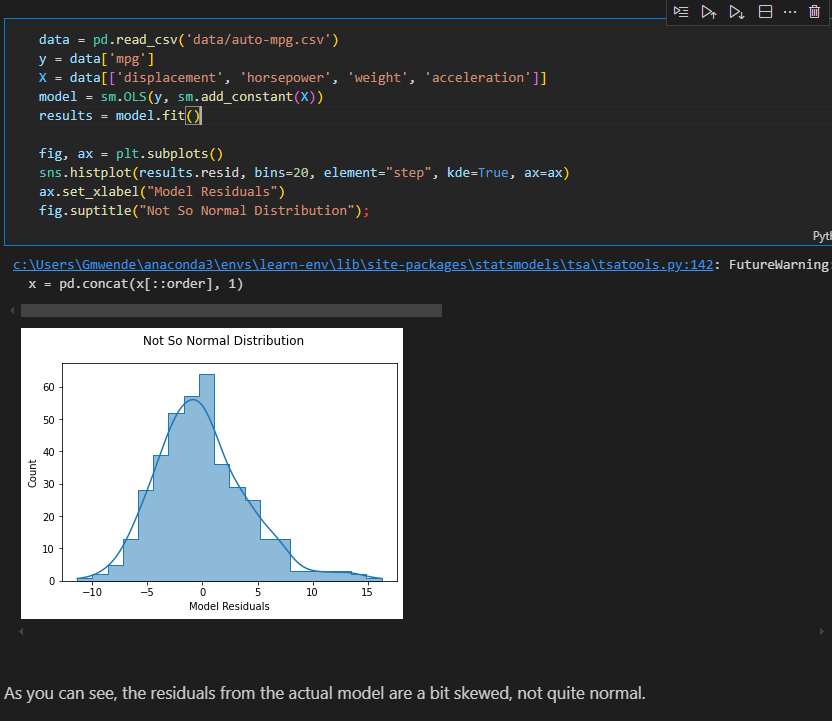 data = pd.read_csv('data/auto-mpg.csv')
y = data['mpg']
X = data[['displacement', 'horsepower', 'weight', 'acceleration']]
model = sm.OLS(y, sm.add_constant(X))
results = model.fit()
fig, ax = plt.subplots()
sns.histplot(results.resid, bins=20, element="step", kde=True, ax=ax)
ax.set_xlabel("Model Residuals")
fig.suptitle("Not So Normal Distribution");
Pyth
c:\Users\Gmwende\anaconda3\envs\learn-env\lib\site-packages\statsmodels\tsa\tsatools.py:142: FutureWarning:
x = pd.concat(x[::order], 1)
Not So Normal Distribution
60
50
40
30
20
10
0
Count
−10 −5 0 5 10 15
Model Residuals
As you can see, the residuals from the actual model are a bit skewed, not quite normal.